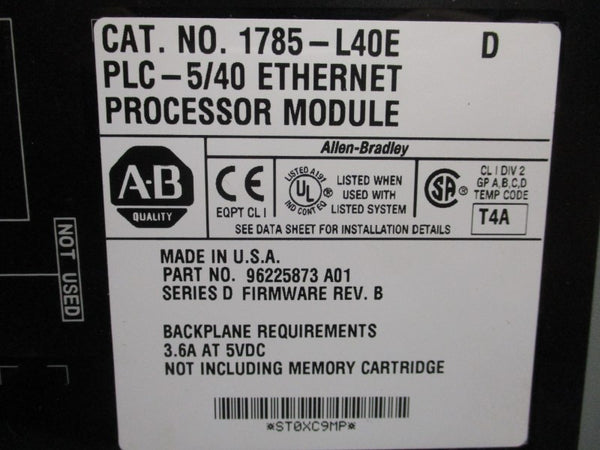 CAT. NO. 1785-L40E D
PLC-5/40 ETHERNET
PROCESSOR MODULE
Allen-Bradley
A-B
QUALITY
CE
EQPT CL I
LISTED A191
UL
IND CONT EQ
LISTED WHEN
USED WITH
LISTED SYSTEM
SA
®
CL I DIV 2
GP A,B,C,D
TEMP CODE
T4A
SEE DATA SHEET FOR INSTALLATION DETAILS
NOT USED
MADE IN U.S.A.
PART NO. 96225873 A01
SERIES D FIRMWARE REV. B
BACKPLANE REQUIREMENTS
3.6A AT 5VDC
NOT INCLUDING MEMORY CARTRIDGE
*ST0XC9MP*